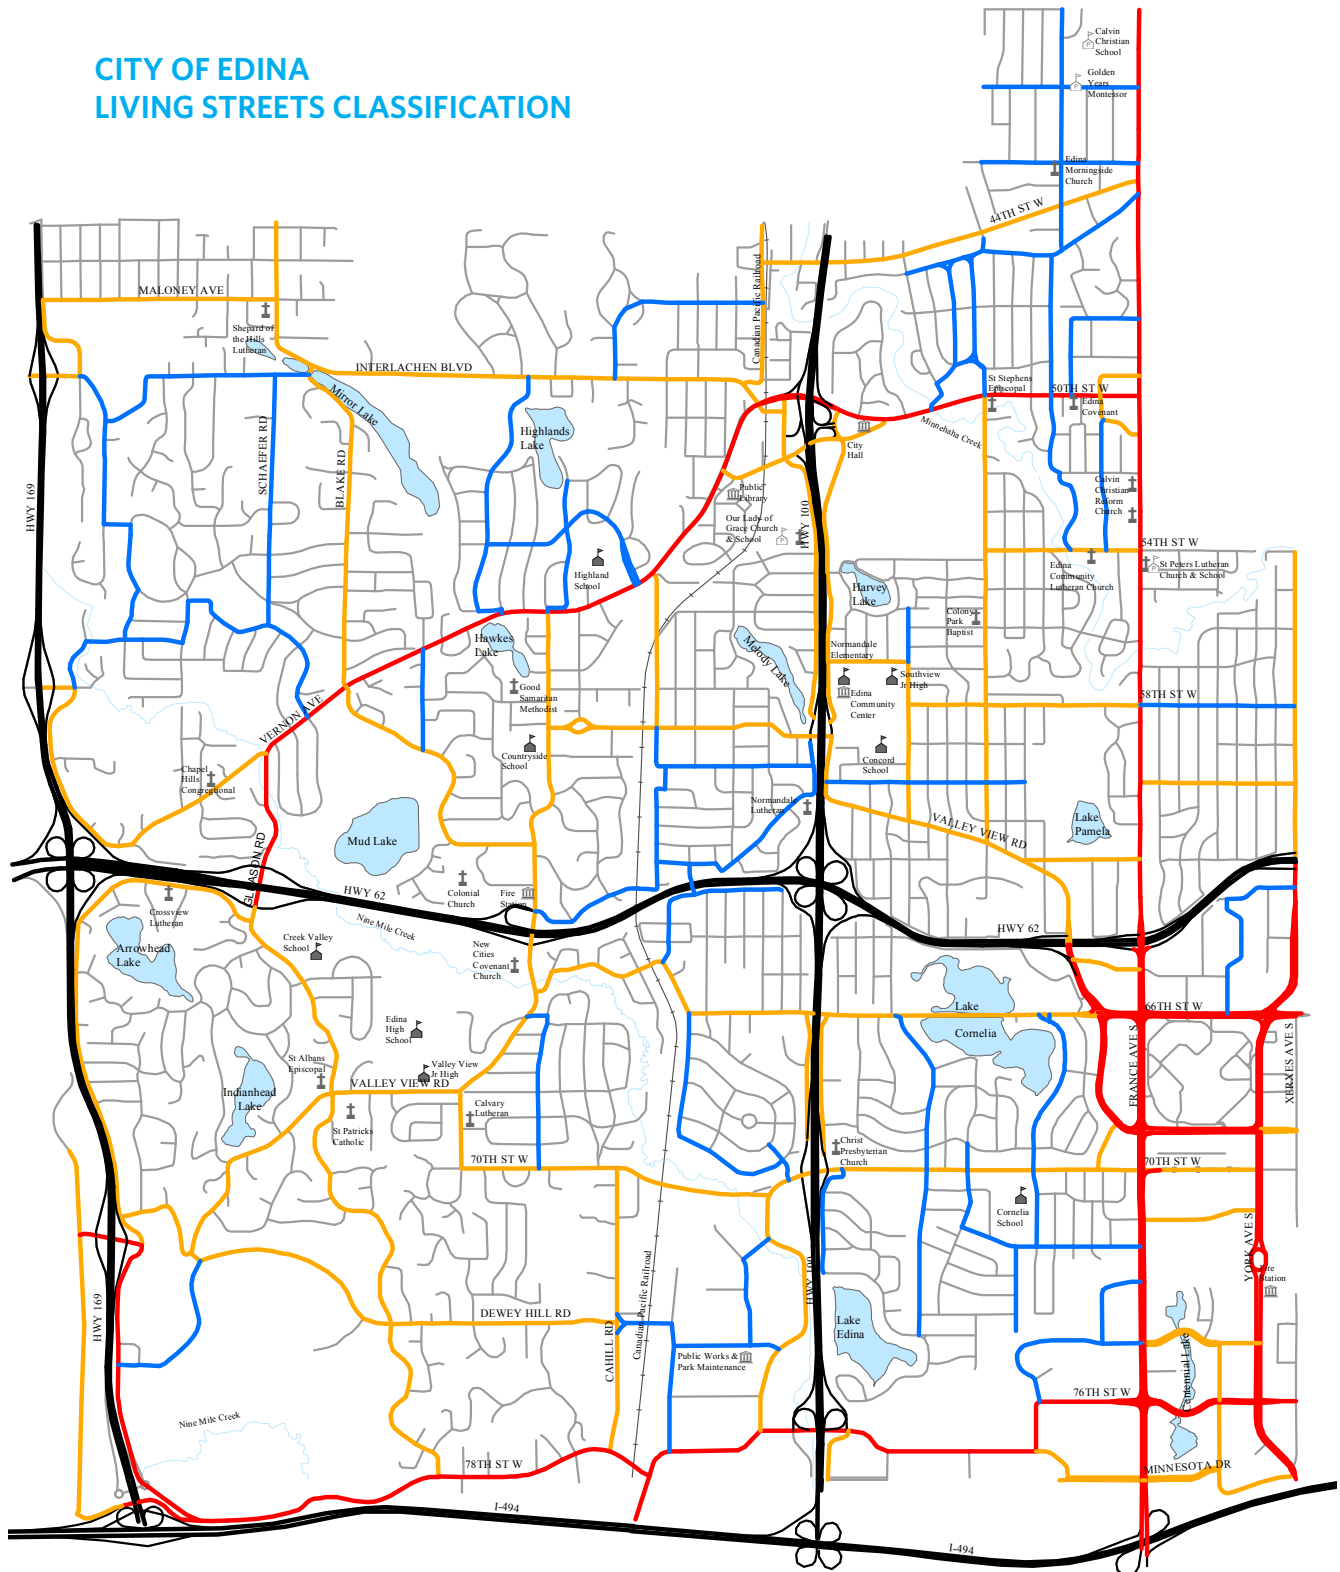 CITY OF EDINA
LIVING STREETS CLASSIFICATION
Calvin
Christian
School
Golden
Years
Montessor
Edina
Morningside
Church
44TH ST W
Canadian Pacific Railroad
MALONEY AVE
Shepard of
the Hills
Lutheran
INTERLACHEN BLVD
Mirror Lake
St Stephens
Episcopal
50TH ST W
Edina
Covenant
Highlands
Lake
Minnehaha Creek
City
Hall
SCHAEFER RD
BLAKE RD
HWY 169
Public
Library
HWY 100
Our Lady of
Grace Church
& School
Calvin
Christian
Reform
Church
54TH ST W
Highland
School
Harvey
Lake
Edina
Community
Lutheran Church
St Peters Lutheran
Church & School
Colony
Park
Baptist
Hawkes
Lake
Melody Lake
Normandale
Elementary
Southview
Jr High
Good
Samaritan
Methodist
Edina
Community
Center
58TH ST W
VERNON AVE
Countryside
School
Concord
School
Chapel
Hills
Congregational
Normandale
Lutheran
Mud Lake
VALLEY VIEW RD
Lake
Pamela
GLEASON RD
HWY 62
Colonial
Church
Fire
Station
Crossview
Lutheran
Nine Mile Creek
HWY 62
Arrowhead
Lake
Creek Valley
School
New
Cities
Covenant
Church
Lake
Cornelia
66TH ST W
Edina
High
School
FRANCE AVE S
XERXES AVE S
St Albans
Episcopal
Valley View
Jr High
VALLEY VIEW RD
Indianhead
Lake
Calvary
Lutheran
St Patricks
Catholic
Christ
Presbyterian
Church
70TH ST W
70TH ST W
Cornelia
School
YORK AVE S
Canadian Pacific Railroad
HWY 100
Fire
Station
HWY 169
DEWEY HILL RD
CAHILL RD
Lake
Edina
Public Works &
Park Maintenance
Centennial Lake
76TH ST W
Nine Mile Creek
78TH ST W
MINNESOTA DR
I-494
I-494